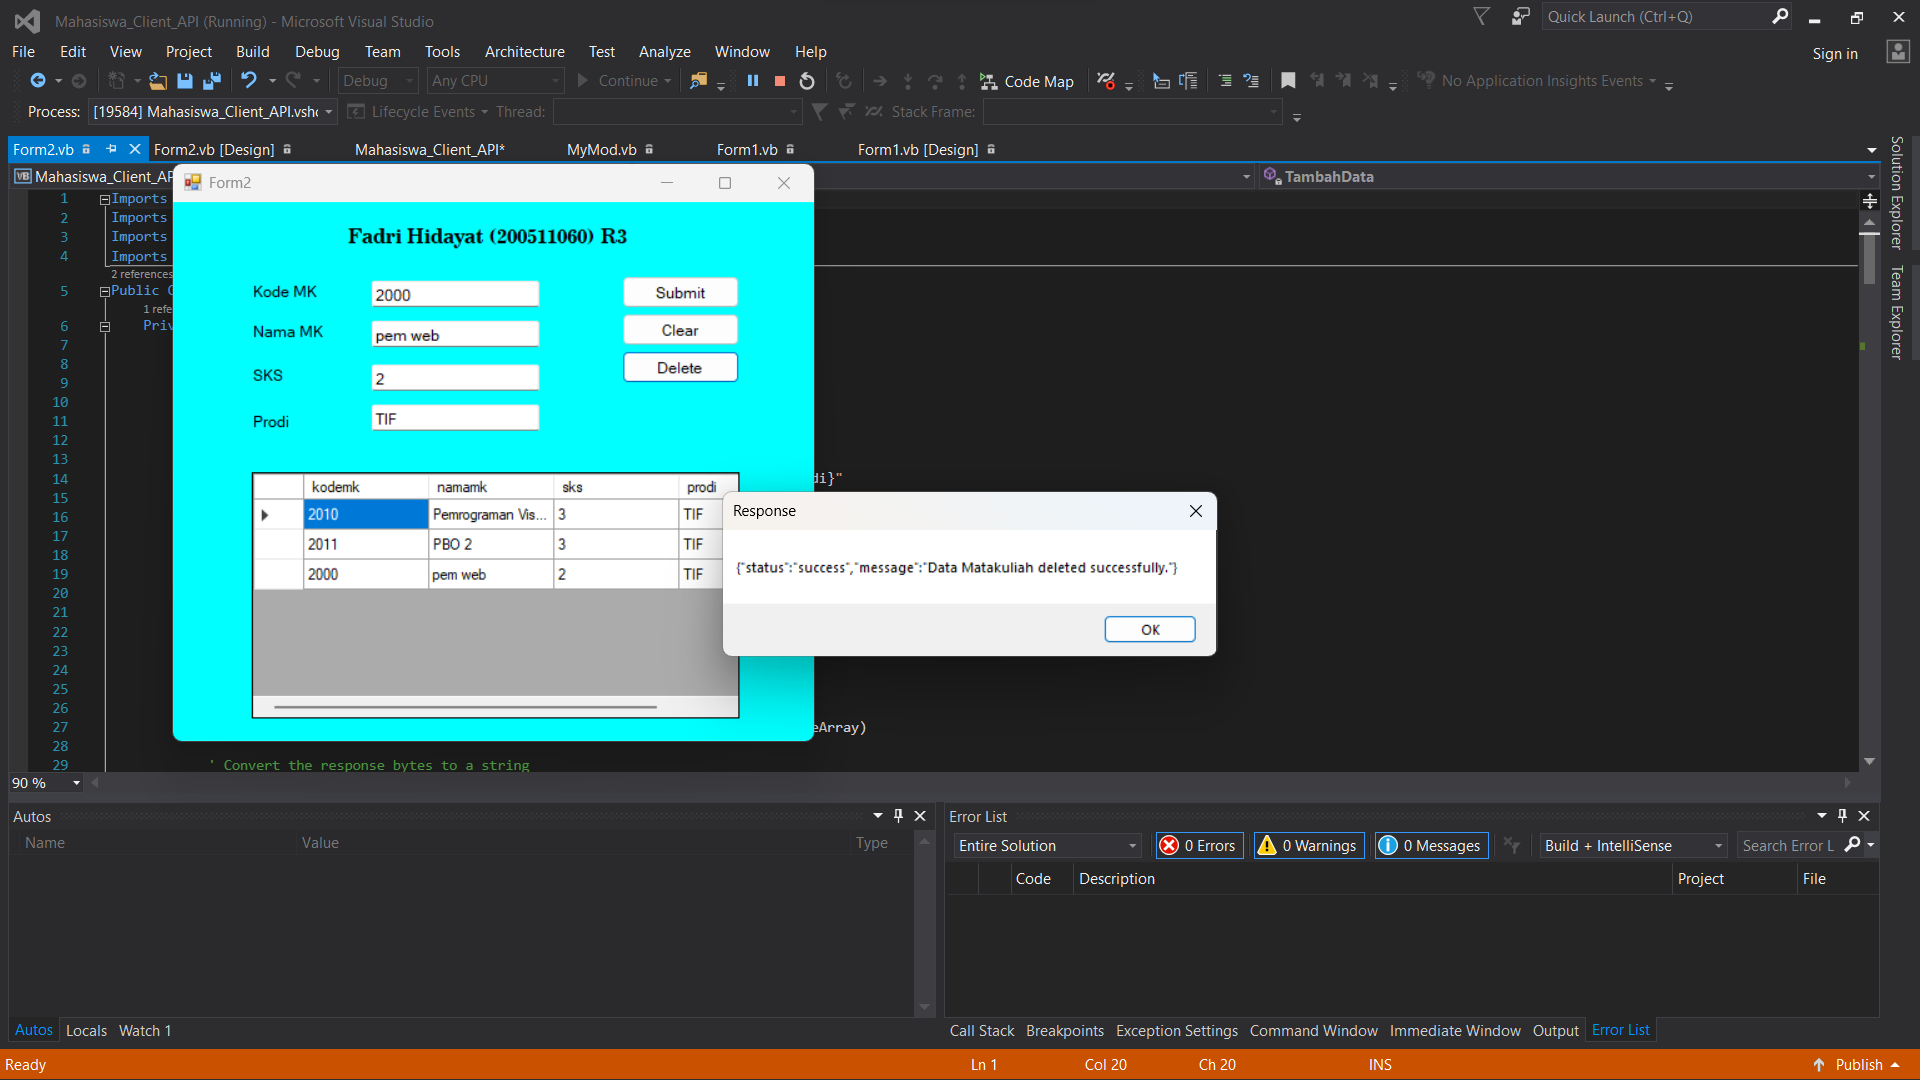 Mahasiswa_Client_API (Running) - Microsoft Visual Studio
Quick Launch (Ctrl+Q)
File Edit View Project Build Debug Team Tools Architecture Test Analyze Window Help
Sign in
Debug Any CPU Continue Code Map No Application Insights Events
Process: [19584] Mahasiswa_Client_API.vshc Lifecycle Events Thread: Stack Frame:
Form2.vb Form2.vb [Design] Mahasiswa_Client_API* MyMod.vb Form1.vb Form1.vb [Design]
VB Mahasiswa_Client_AP TambahData
Solution Explorer
Team Explorer
1 Imports
2 Imports
3 Imports
4 Imports
2 references
5 Public C
1 refe
6 Priv
7
8
9
10
11
12
13
14 di}"
15
16
17
18
19
20
21
22
23
24
25
26
27 eArray)
28
29 ' Convert the response bytes to a string
90 %
Form2
Fadri Hidayat (200511060) R3
Kode MK 2000 Submit
Nama MK pem web Clear
SKS 2 Delete
Prodi TIF
kodemk namamk sks prodi
2010 Pemrograman Vis... 3 TIF
2011 PBO 2 3 TIF
2000 pem web 2 TIF
Response
{"status":"success","message":"Data Matakuliah deleted successfully."}
OK
Autos
Name Value Type
Autos Locals Watch 1
Error List
Entire Solution 0 Errors 0 Warnings 0 Messages Build + IntelliSense Search Error L
Code Description Project File
Call Stack Breakpoints Exception Settings Command Window Immediate Window Output Error List
Ready Ln 1 Col 20 Ch 20 INS Publish